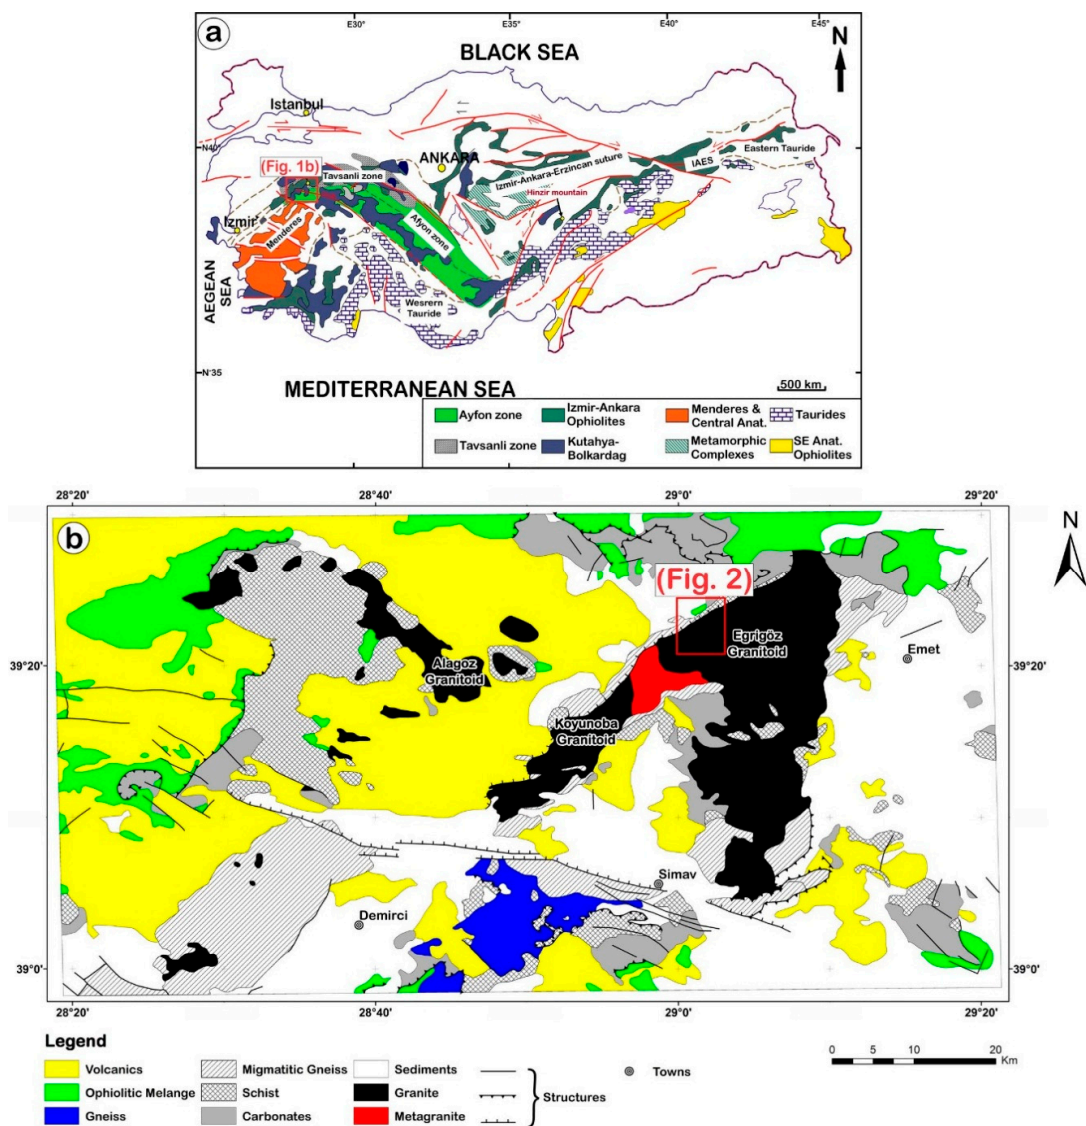 a
E30°
E35°
E40°
E45°
BLACK SEA
N
Istanbul
N40°
ANKARA
(Fig. 1b)
Tavsanli zone
Izmir-Ankara-Erzincan suture
IAES
Eastern Tauride
Hinzir mountain
Izmir
Menderes
Afyon zone
AEGEAN SEA
Wesrern
Tauride
N°35
MEDITERRANEAN SEA
500 km
Ayfon zone
Izmir-Ankara
Ophiolites
Menderes &
Central Anat.
Taurides
Tavsanli zone
Kutahya-
Bolkardag
Metamorphic
Complexes
SE Anat.
Ophiolites
28°20'
28°40'
29°0'
29°20'
b
N
(Fig. 2)
Egrigöz
Granitoid
Emet
39°20'
39°20'
Alagöz
Granitoid
Koyunoba
Granitoid
Simav
Demirci
39°0'
39°0'
28°20'
28°40'
29°0'
29°20'
Legend
Volcanics
Migmatitic Gneiss
Sediments
Ophiolitic Melange
Schist
Granite
Gneiss
Carbonates
Metagranite
Structures
Towns
0 5 10 20
Km